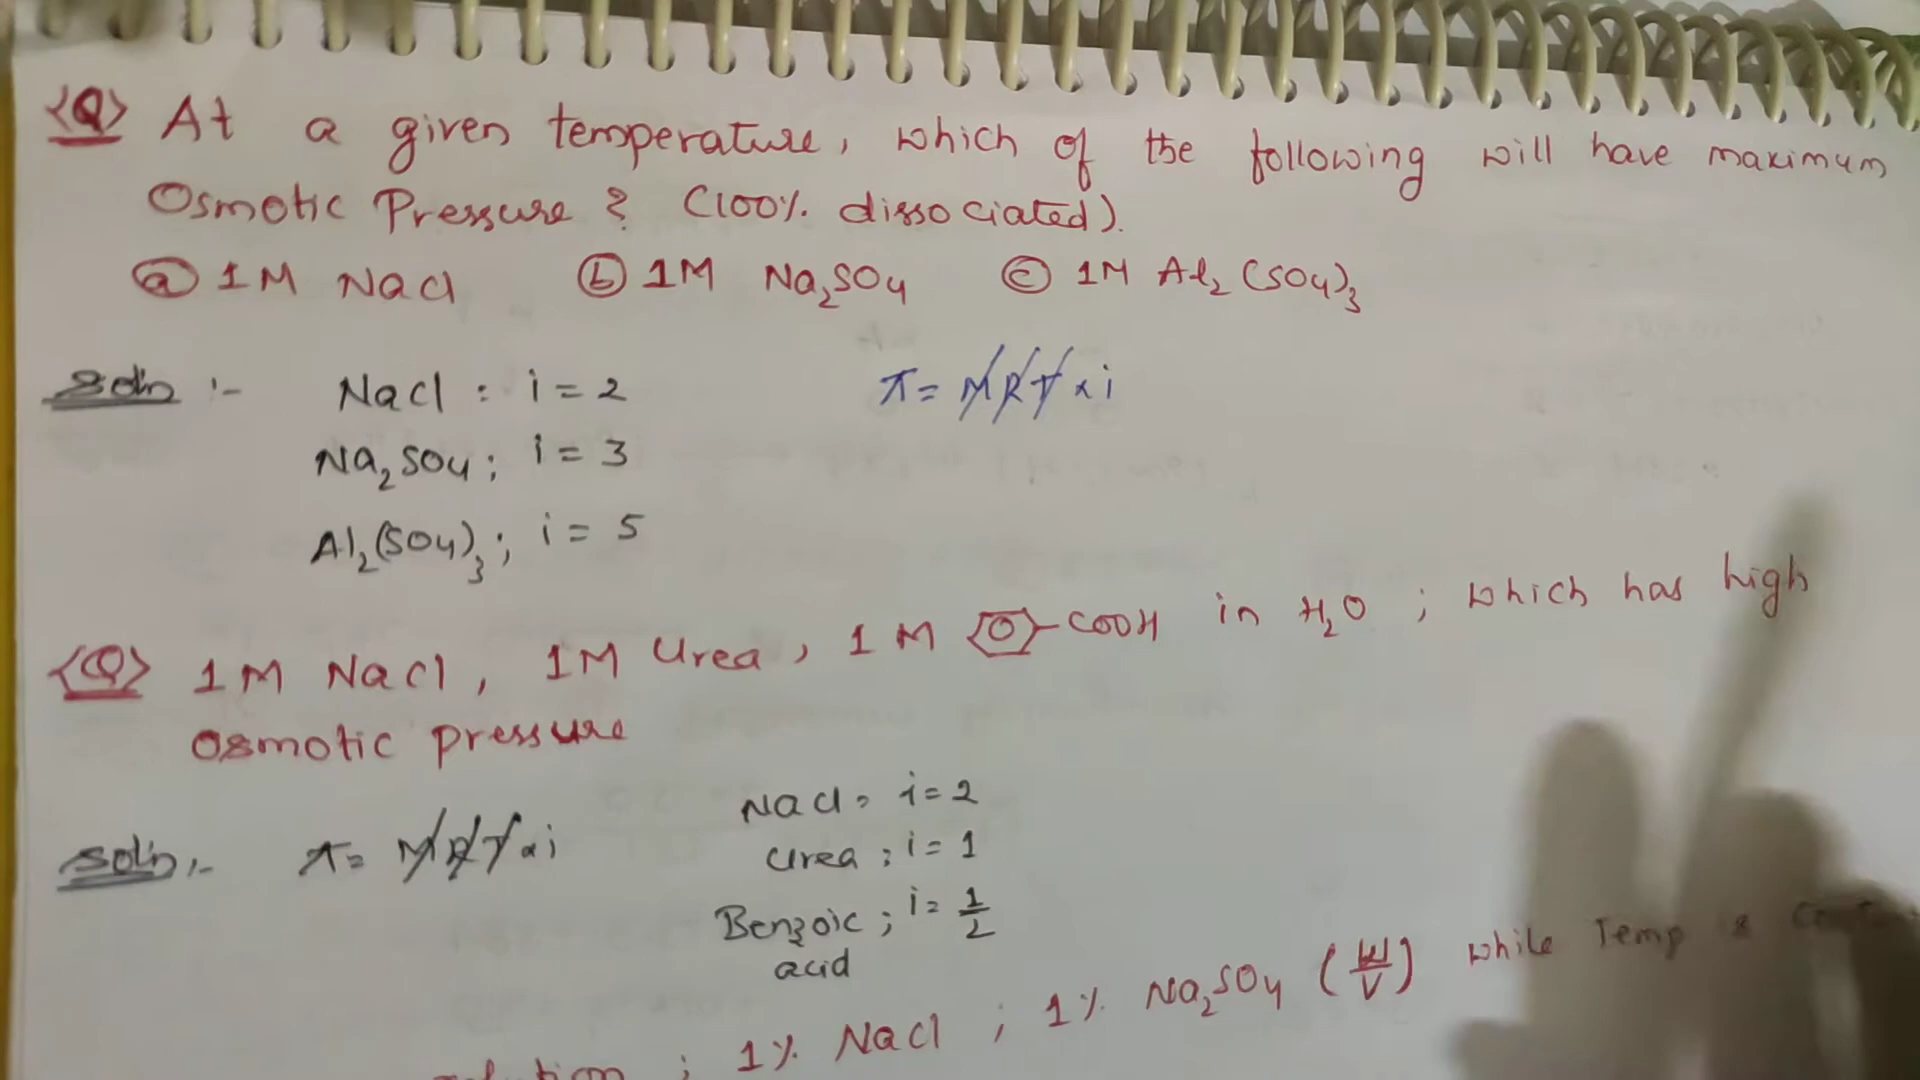 <Q> At a given temperature, which of the following will have maximum
Osmotic Pressure ? (100% dissociated).
(a) 1M NaCl (b) 1M Na₂SO₄ (c) 1M Al₂(SO₄)₃
Soln :- NaCl : i = 2 π = MRT × i
Na₂SO₄ ; i = 3
Al₂(SO₄)₃ ; i = 5
<Q> 1M NaCl, 1M Urea, 1M COOH in H₂O ; which has high
Osmotic pressure
Soln :- π = MRT × i NaCl, i = 2
Urea ; i = 1
Benzoic ; i = 1/2
acid
1% NaCl ; 1% Na₂SO₄ (W/V) while Temp